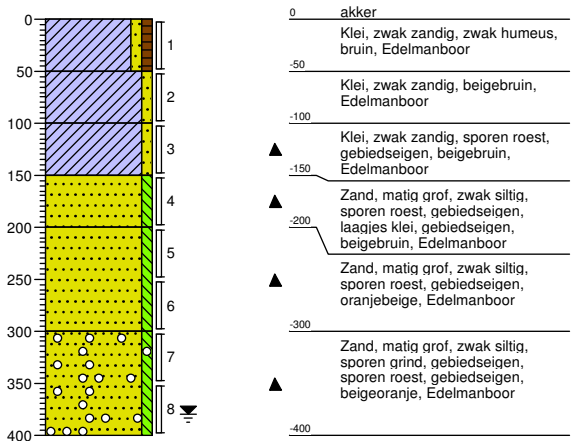 0
50
100
150
200
250
300
350
400
1
2
3
4
5
6
7
8
0 akker
Klei, zwak zandig, zwak humeus,
bruin, Edelmanboor
-50
Klei, zwak zandig, beigebruin,
Edelmanboor
-100
Klei, zwak zandig, sporen roest,
gebiedseigen, beigebruin,
Edelmanboor
-150
Zand, matig grof, zwak siltig,
sporen roest, gebiedseigen,
laagjes klei, gebiedseigen,
beigebruin, Edelmanboor
-200
Zand, matig grof, zwak siltig,
sporen roest, gebiedseigen,
oranjebeige, Edelmanboor
-300
Zand, matig grof, zwak siltig,
sporen grind, gebiedseigen,
sporen roest, gebiedseigen,
beigeoranje, Edelmanboor
-400